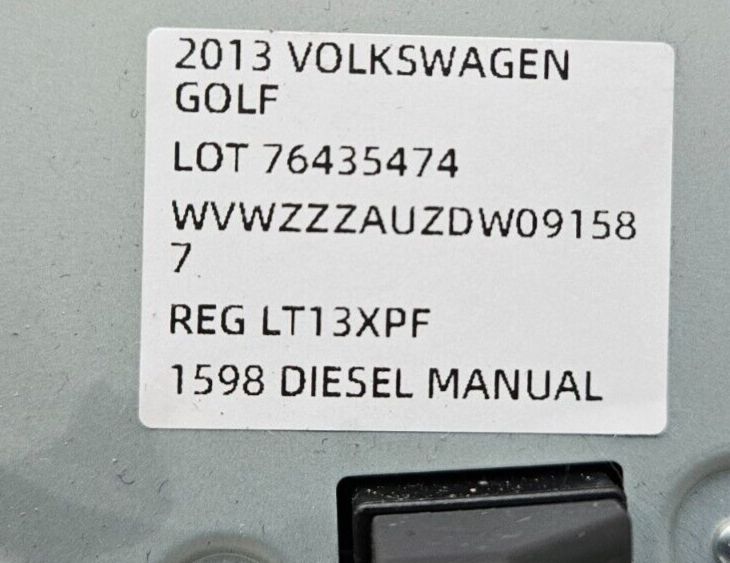 2013 VOLKSWAGEN
GOLF
LOT 76435474
WVWZZZAUZDW09158
7
REG LT13XPF
1598 DIESEL MANUAL